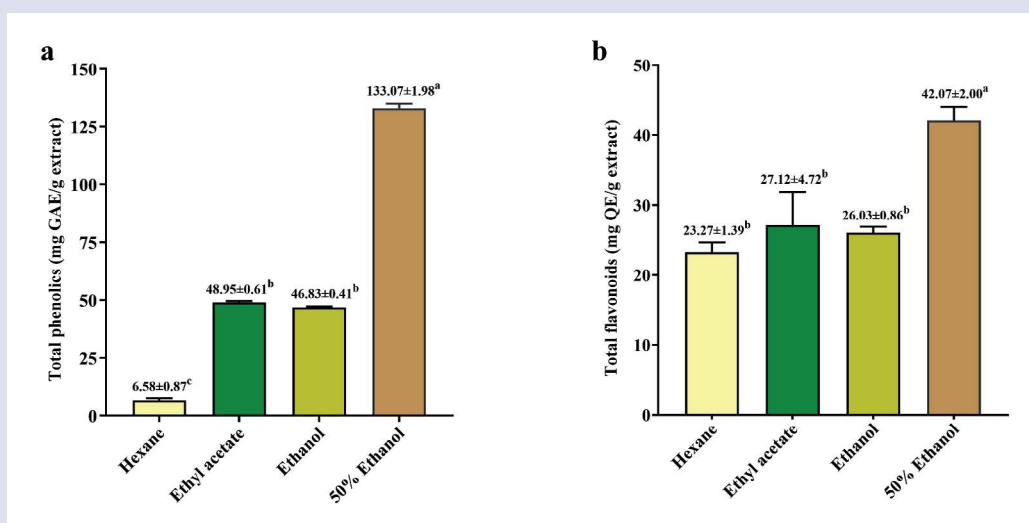 a
Total phenolics (mg GAE/g extract)
150
125
100
75
50
25
0
6.58±0.87c
48.95±0.61b
46.83±0.41b
133.07±1.98a
Hexane
Ethyl acetate
Ethanol
50% Ethanol
b
Total flavonoids (mg QE/g extract)
50
40
30
20
10
0
23.27±1.39b
27.12±4.72b
26.03±0.86b
42.07±2.00a
Hexane
Ethyl acetate
Ethanol
50% Ethanol